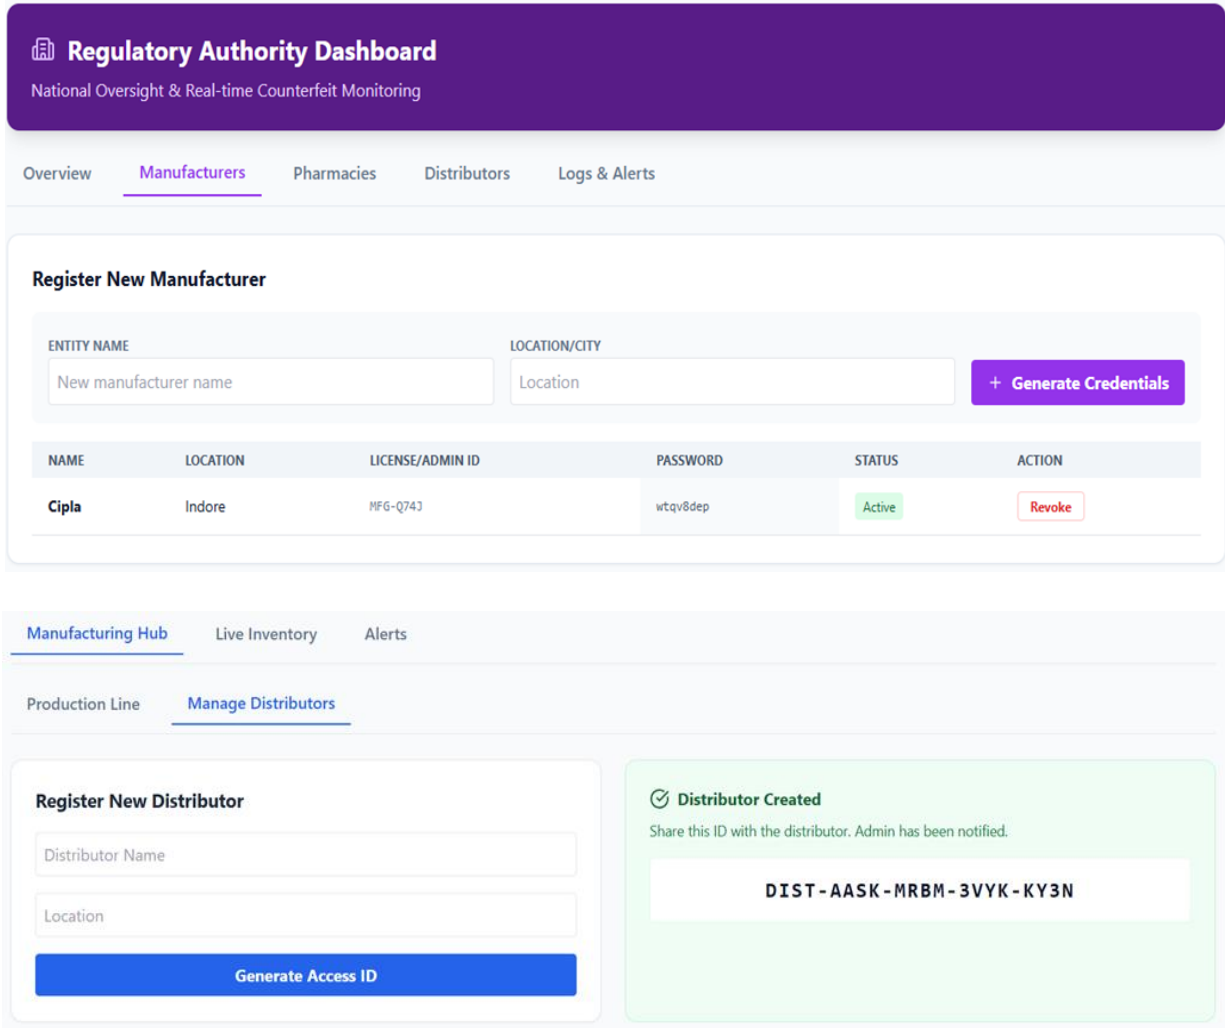 Regulatory Authority Dashboard
National Oversight & Real-time Counterfeit Monitoring
Overview Manufacturers Pharmacies Distributors Logs & Alerts
Register New Manufacturer
ENTITY NAME LOCATION/CITY
New manufacturer name Location + Generate Credentials
NAME LOCATION LICENSE/ADMIN ID PASSWORD STATUS ACTION
Cipla Indore MFG-Q74J wtqv8dep Active Revoke
Manufacturing Hub Live Inventory Alerts
Production Line Manage Distributors
Register New Distributor
Distributor Name
Location
Generate Access ID
Distributor Created
Share this ID with the distributor. Admin has been notified.
DIST-AASK-MRBM-3VYK-KY3N